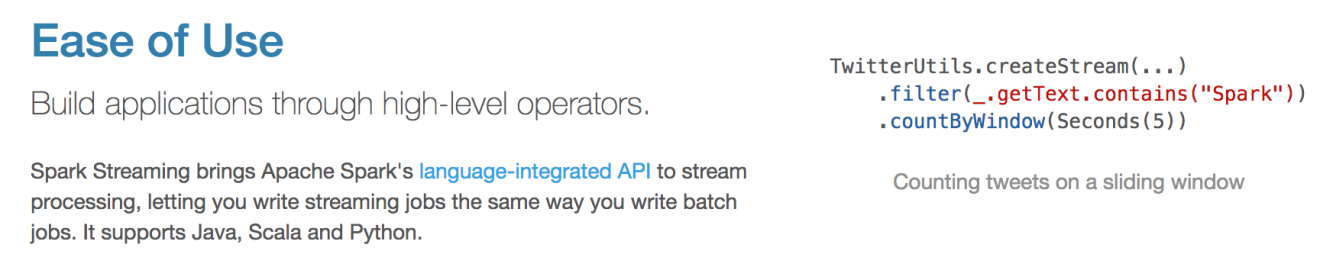 Ease of Use
Build applications through high-level operators.
Spark Streaming brings Apache Spark's language-integrated API to stream
processing, letting you write streaming jobs the same way you write batch
jobs. It supports Java, Scala and Python.
TwitterUtils.createStream(...)
    .filter(_.getText.contains("Spark"))
    .countByWindow(Seconds(5))
Counting tweets on a sliding window